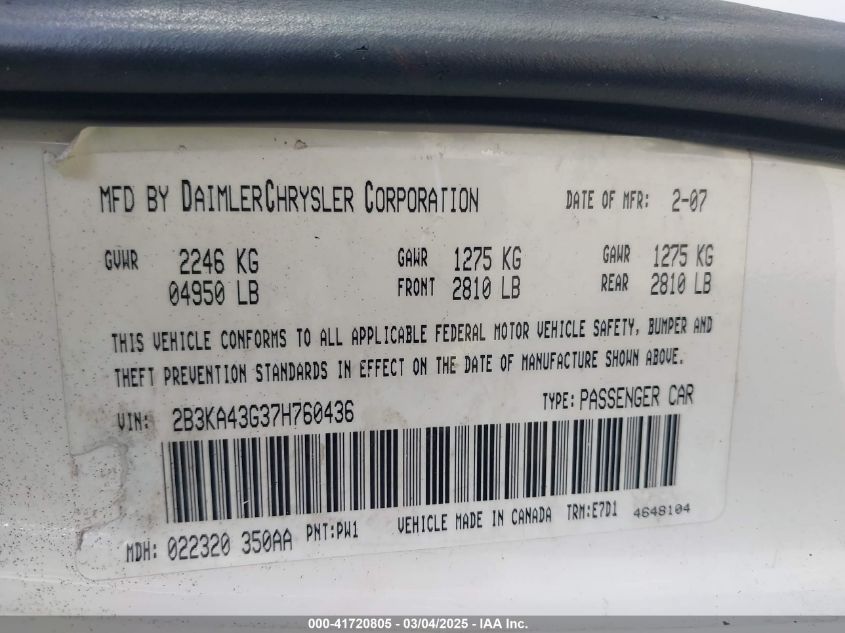 MFD BY DAIMLERCHRYSLER CORPORATION DATE OF MFR: 2-07
GVWR 2246 KG GAWR 1275 KG GAWR 1275 KG
04950 LB FRONT 2810 LB REAR 2810 LB
THIS VEHICLE CONFORMS TO ALL APPLICABLE FEDERAL MOTOR VEHICLE SAFETY, BUMPER AND
THEFT PREVENTION STANDARDS IN EFFECT ON THE DATE OF MANUFACTURE SHOWN ABOVE.
VIN: 2B3KA43G37H760436 TYPE: PASSENGER CAR
MDH: 022320 350AA PNT:PW1 VEHICLE MADE IN CANADA TRM:E7D1 4648104
000-41720805 - 03/04/2025 - IAA Inc.